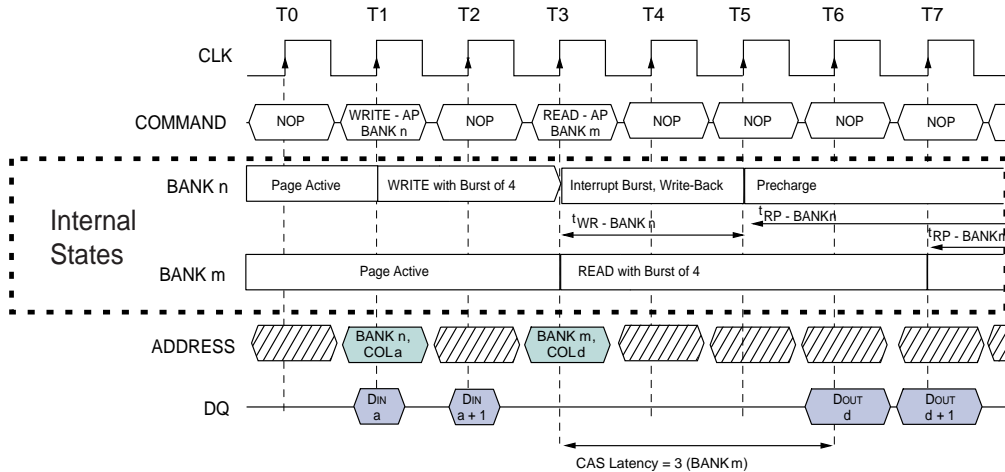 T0 T1 T2 T3 T4 T5 T6 T7
CLK
COMMAND NOP WRITE - AP BANK n NOP READ - AP BANK m NOP NOP NOP NOP
Internal States
BANK n Page Active WRITE with Burst of 4 Interrupt Burst, Write-Back Precharge
tWR - BANK n tRP - BANK n
tRP - BANK
BANK m Page Active READ with Burst of 4
ADDRESS BANK n, COL a BANK m, COL d
DQ DIN a DIN a + 1 DOUT d DOUT d + 1
CAS Latency = 3 (BANK m)